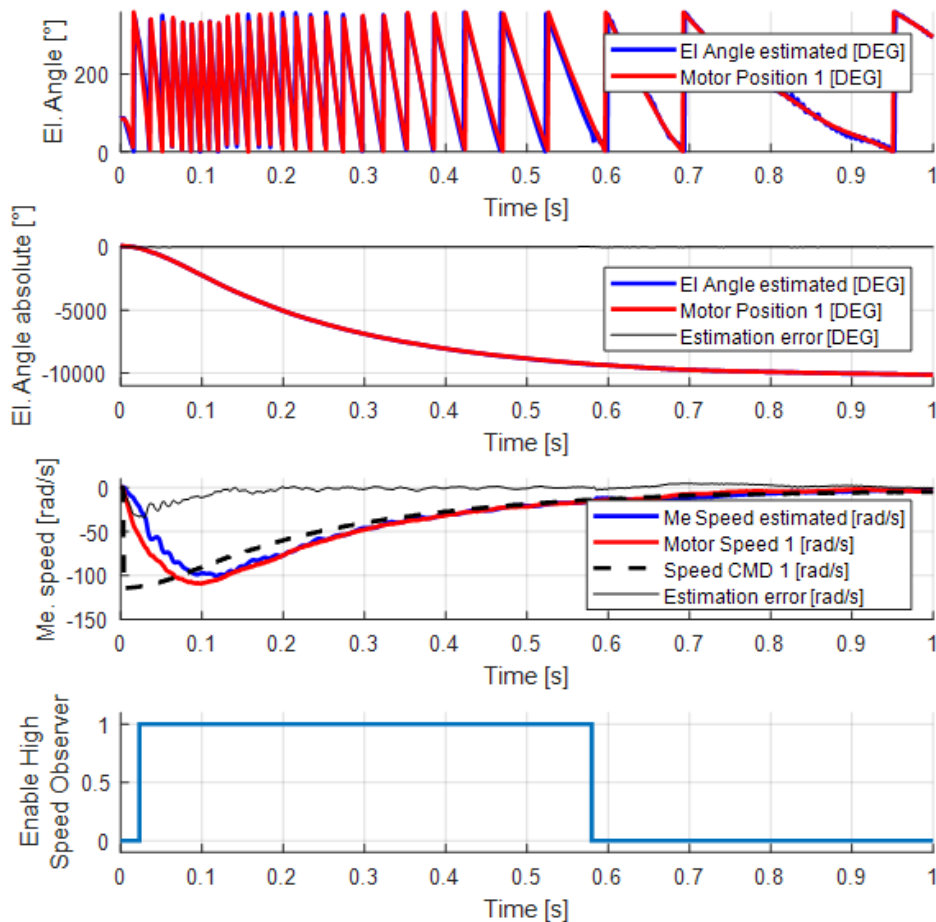 El. Angle [°]
200
0
El Angle estimated [DEG]
Motor Position 1 [DEG]
0 0.1 0.2 0.3 0.4 0.5 0.6 0.7 0.8 0.9 1
Time [s]
El. Angle absolute [°]
0
-5000
-10000
El Angle estimated [DEG]
Motor Position 1 [DEG]
Estimation error [DEG]
0 0.1 0.2 0.3 0.4 0.5 0.6 0.7 0.8 0.9 1
Time [s]
Me. speed [rad/s]
0
-50
-100
-150
Me Speed estimated [rad/s]
Motor Speed 1 [rad/s]
Speed CMD 1 [rad/s]
Estimation error [rad/s]
0 0.1 0.2 0.3 0.4 0.5 0.6 0.7 0.8 0.9 1
Time [s]
Enable High
Speed Observer
1
0.5
0
0 0.1 0.2 0.3 0.4 0.5 0.6 0.7 0.8 0.9 1
Time [s]